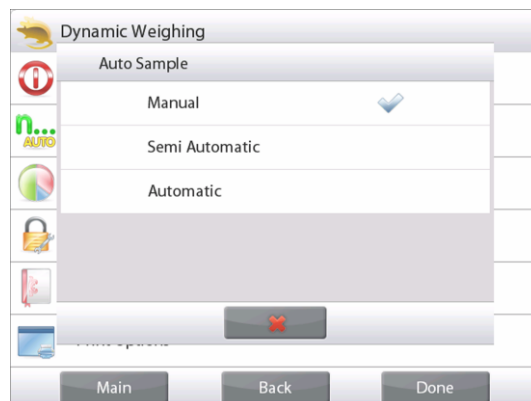 Dynamic Weighing
Auto Sample
Manual
n...
AUTO
Semi Automatic
Automatic
Main
Back
Done